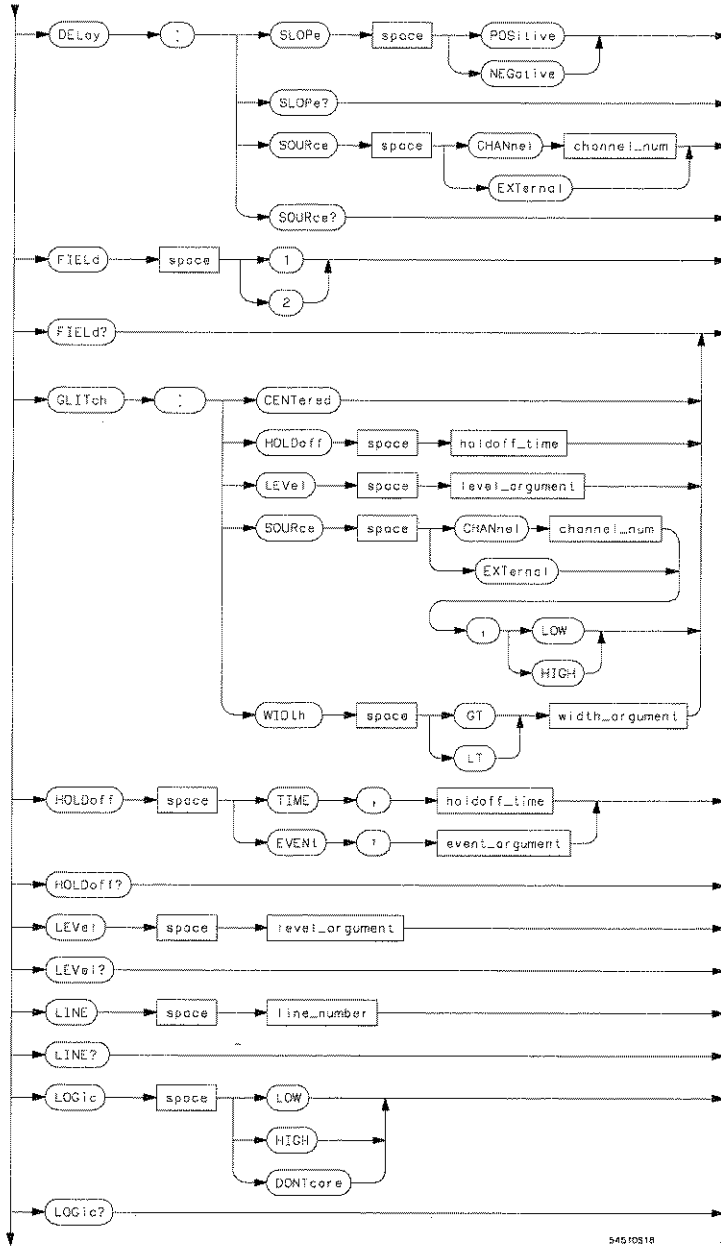 DELay : SLOPe space POSitive
NEGative
SLOPe?
SOURce space CHANnel channel_num
EXTernal
SOURce?
FIELd space 1
2
FIELd?
GLITch : CENTered
HOLDoff space holdoff_time
LEVel space level_argument
SOURce space CHANnel channel_num
EXTernal
, LOW
HIGH
WIDth space GT width_argument
LT
HOLDoff space TIME , holdoff_time
EVENt , event_argument
HOLDoff?
LEVel space level_argument
LEVel?
LINE space line_number
LINE?
LOGic space LOW
HIGH
DONTcare
LOGic?
54510S18